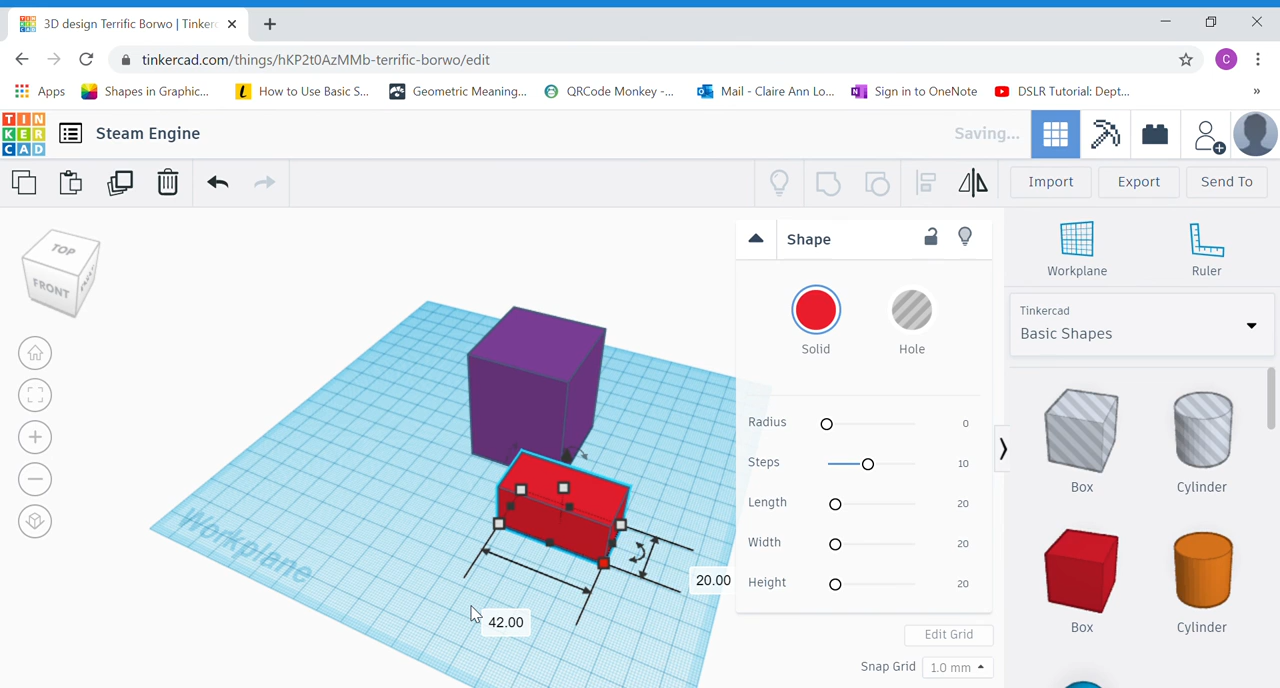 3D design Terrific Borwo | Tinker
tinkercad.com/things/hKP2t0AzMMb-terrific-borwo/edit
C
Apps Shapes in Graphic... How to Use Basic S... Geometric Meaning... QRCode Monkey -... Mail - Claire Ann Lo... Sign in to OneNote DSLR Tutorial: Dept... »
TIN
KER
CAD
Steam Engine
Saving...
Import Export Send To
TOP
FRONT
Workplane
42.00
20.00
Shape
Solid Hole
Radius 0
Steps 10
Length 20
Width 20
Height 20
Edit Grid
Snap Grid 1.0 mm
Workplane Ruler
Tinkercad
Basic Shapes
Box Cylinder
Box Cylinder